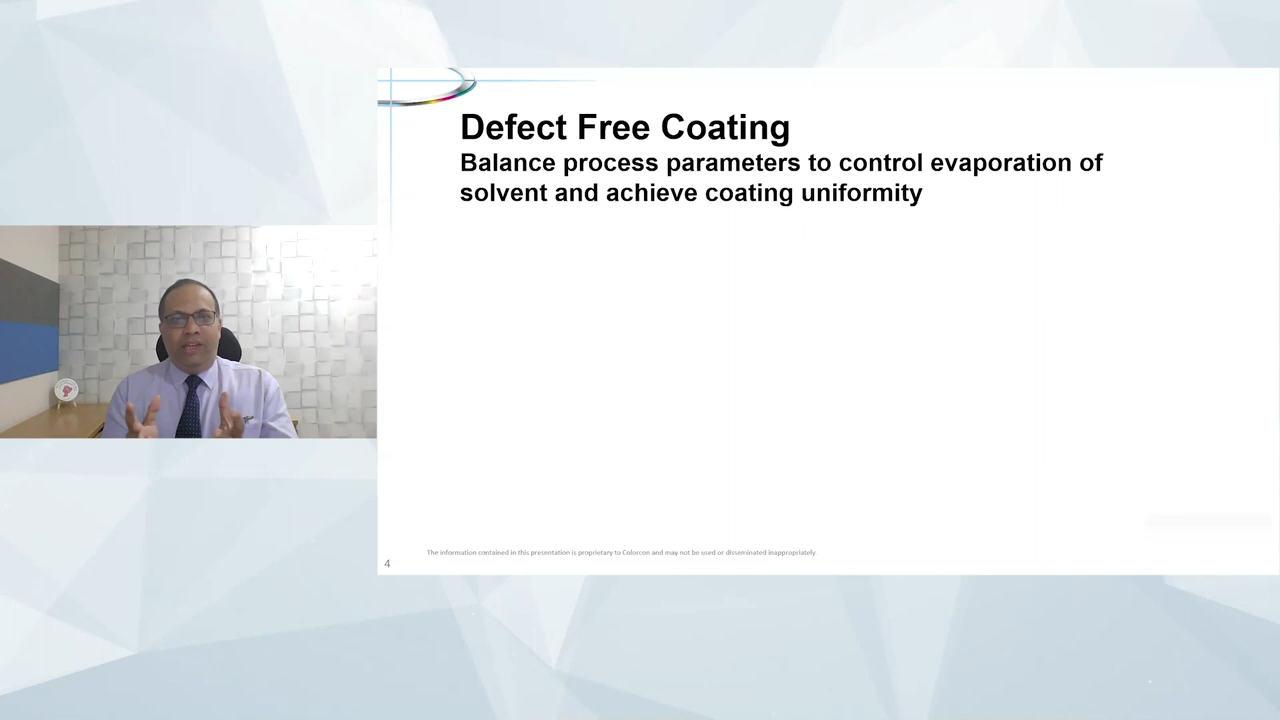 Defect Free Coating
Balance process parameters to control evaporation of
solvent and achieve coating uniformity
The information contained in this presentation is proprietary to Colorcon and may not be used or disseminated inappropriately.
4